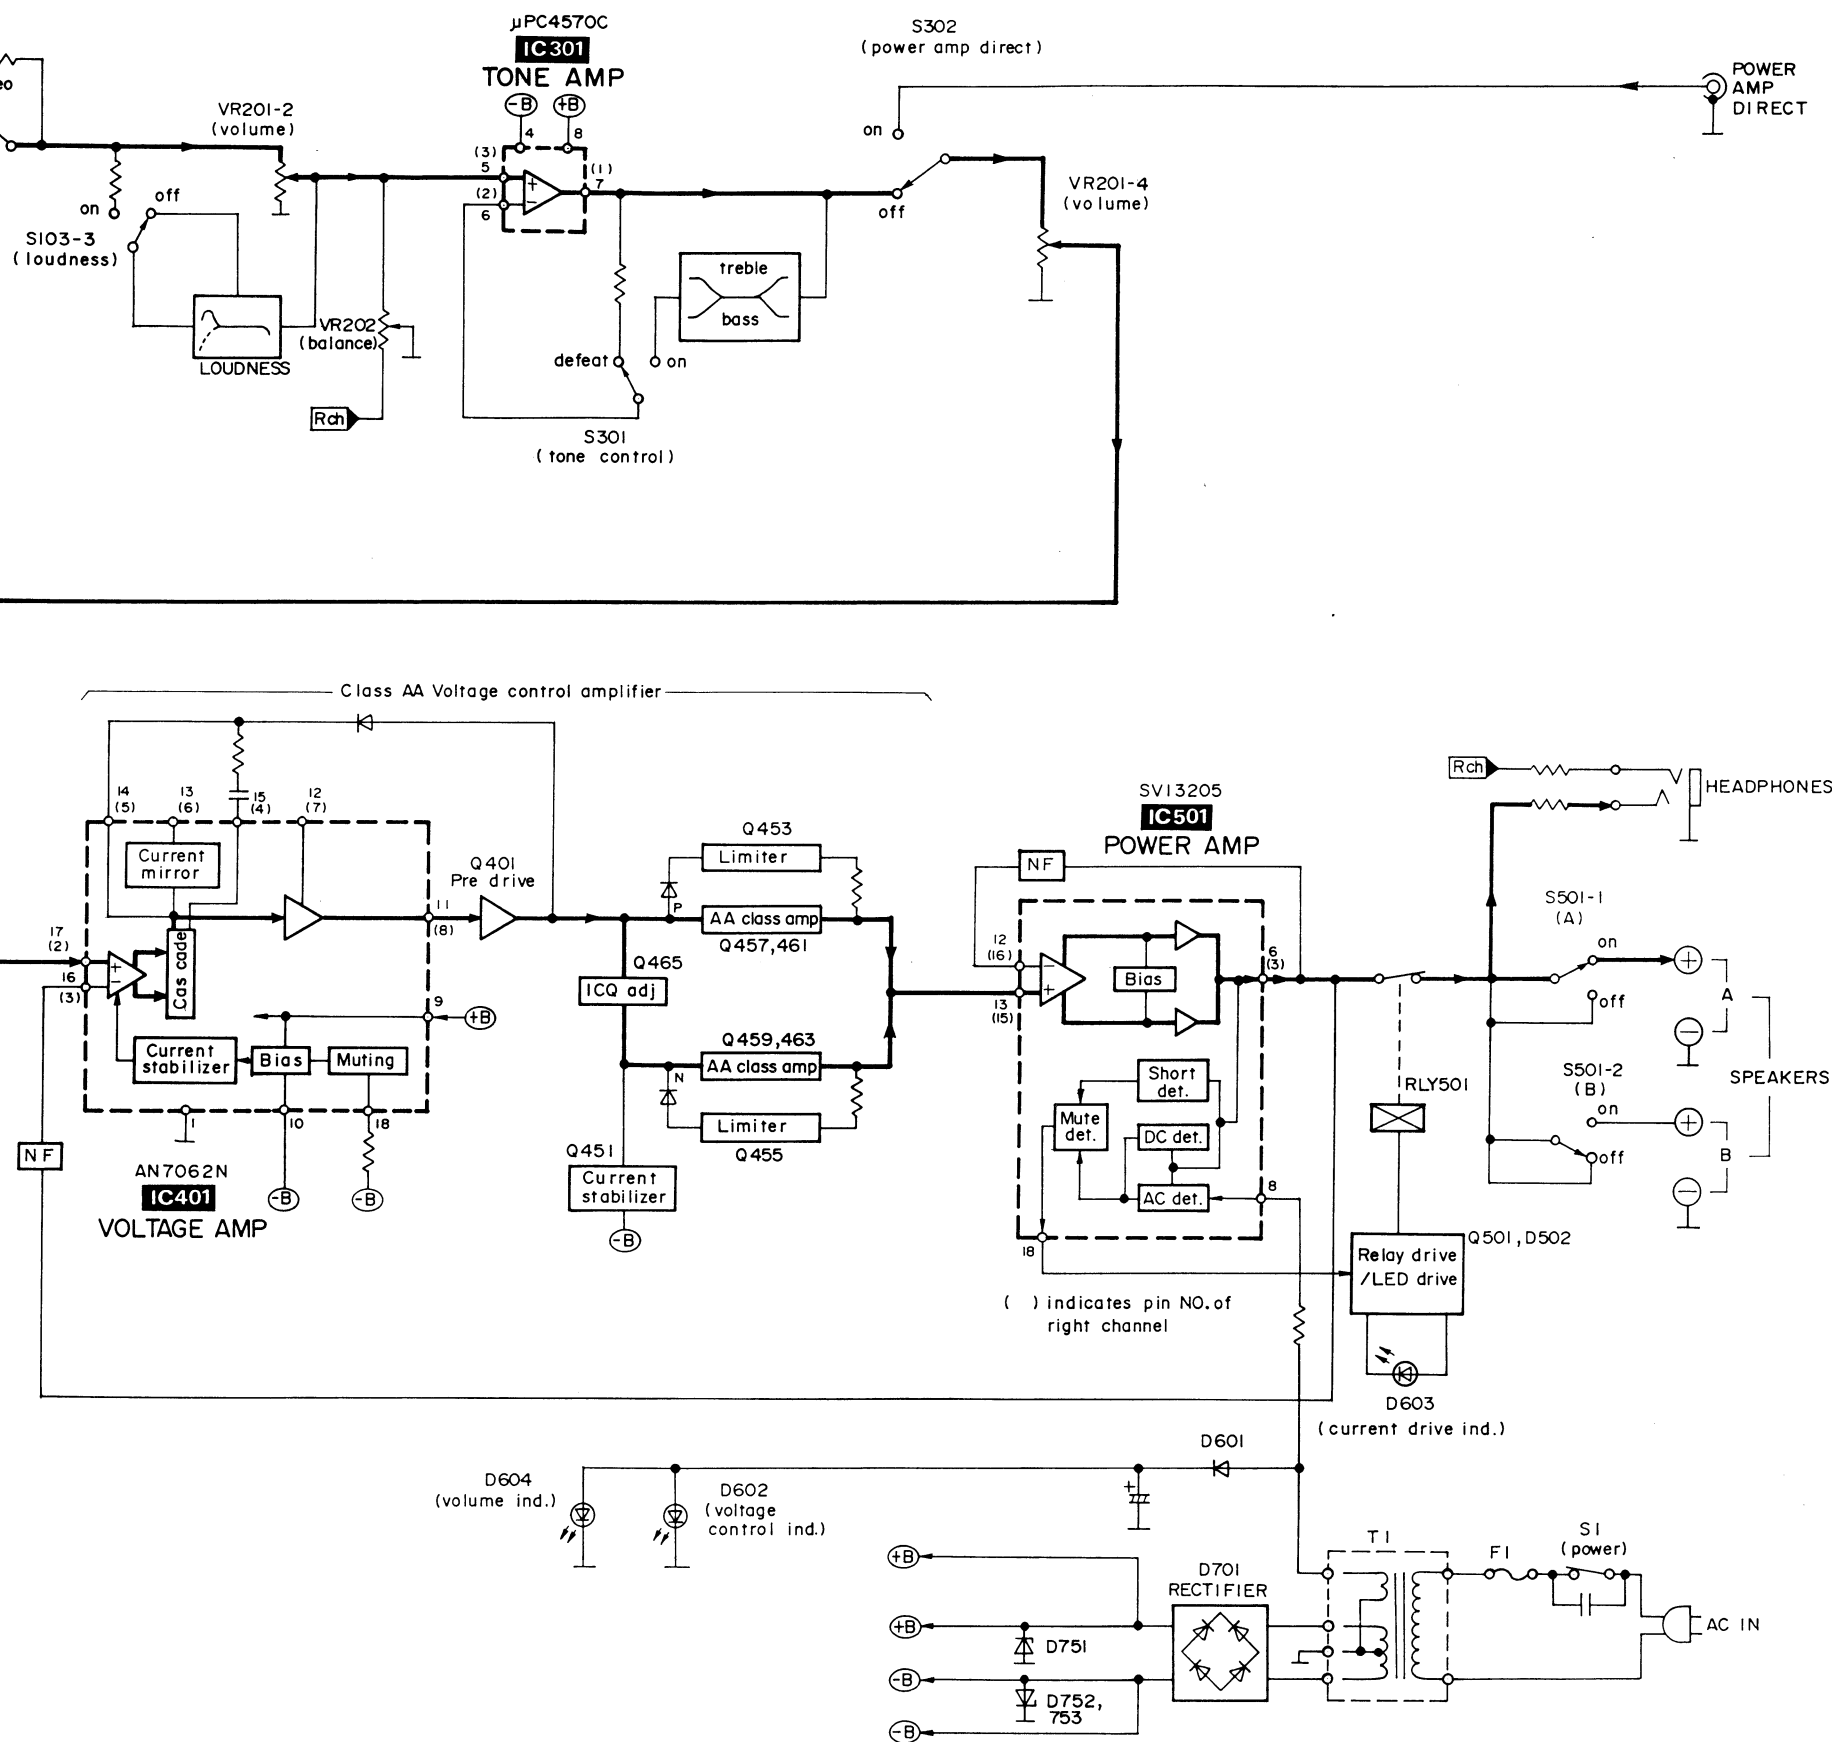 µPC4570C
IC301
TONE AMP
S302
(power amp direct)
POWER
AMP
DIRECT
eo
VR201-2
(volume)
-B
+B
4
8
on
(3)
5
(1)
7
+
(2)
-
6
off
on
S103-3
(loudness)
off
VR201-4
(volume)
treble
bass
VR202
(balance)
LOUDNESS
defeat
on
Rch
S301
(tone control)
Class AA Voltage control amplifier
14
(5)
13
(6)
15
(4)
12
(7)
Current
mirror
Q401
Pre drive
Q453
Limiter
P
AA class amp
Q457,461
11
(8)
17
(2)
+
-
16
(3)
Cas cade
Q465
ICQ adj
9
+B
Current
stabilizer
Bias
Muting
Q459,463
AA class amp
N
Limiter
Q455
1
10
18
NF
AN7062N
IC401
VOLTAGE AMP
-B
-B
Q451
Current
stabilizer
-B
SVI3205
IC501
POWER AMP
NF
12
(16)
-
+
13
(15)
Bias
6
(3)
Short
det.
Mute
det.
DC det.
AC det.
8
18
( ) indicates pin NO. of
right channel
Rch
HEADPHONES
S501-1
(A)
on
off
+
A
-
RLY501
S501-2
(B)
on
off
+
B
-
SPEAKERS
Q501, D502
Relay drive
/LED drive
D603
(current drive ind.)
D601
D604
(volume ind.)
D602
(voltage
control ind.)
+
+B
+B
-B
-B
D751
D752,
753
D701
RECTIFIER
T1
F1
S1
(power)
AC IN